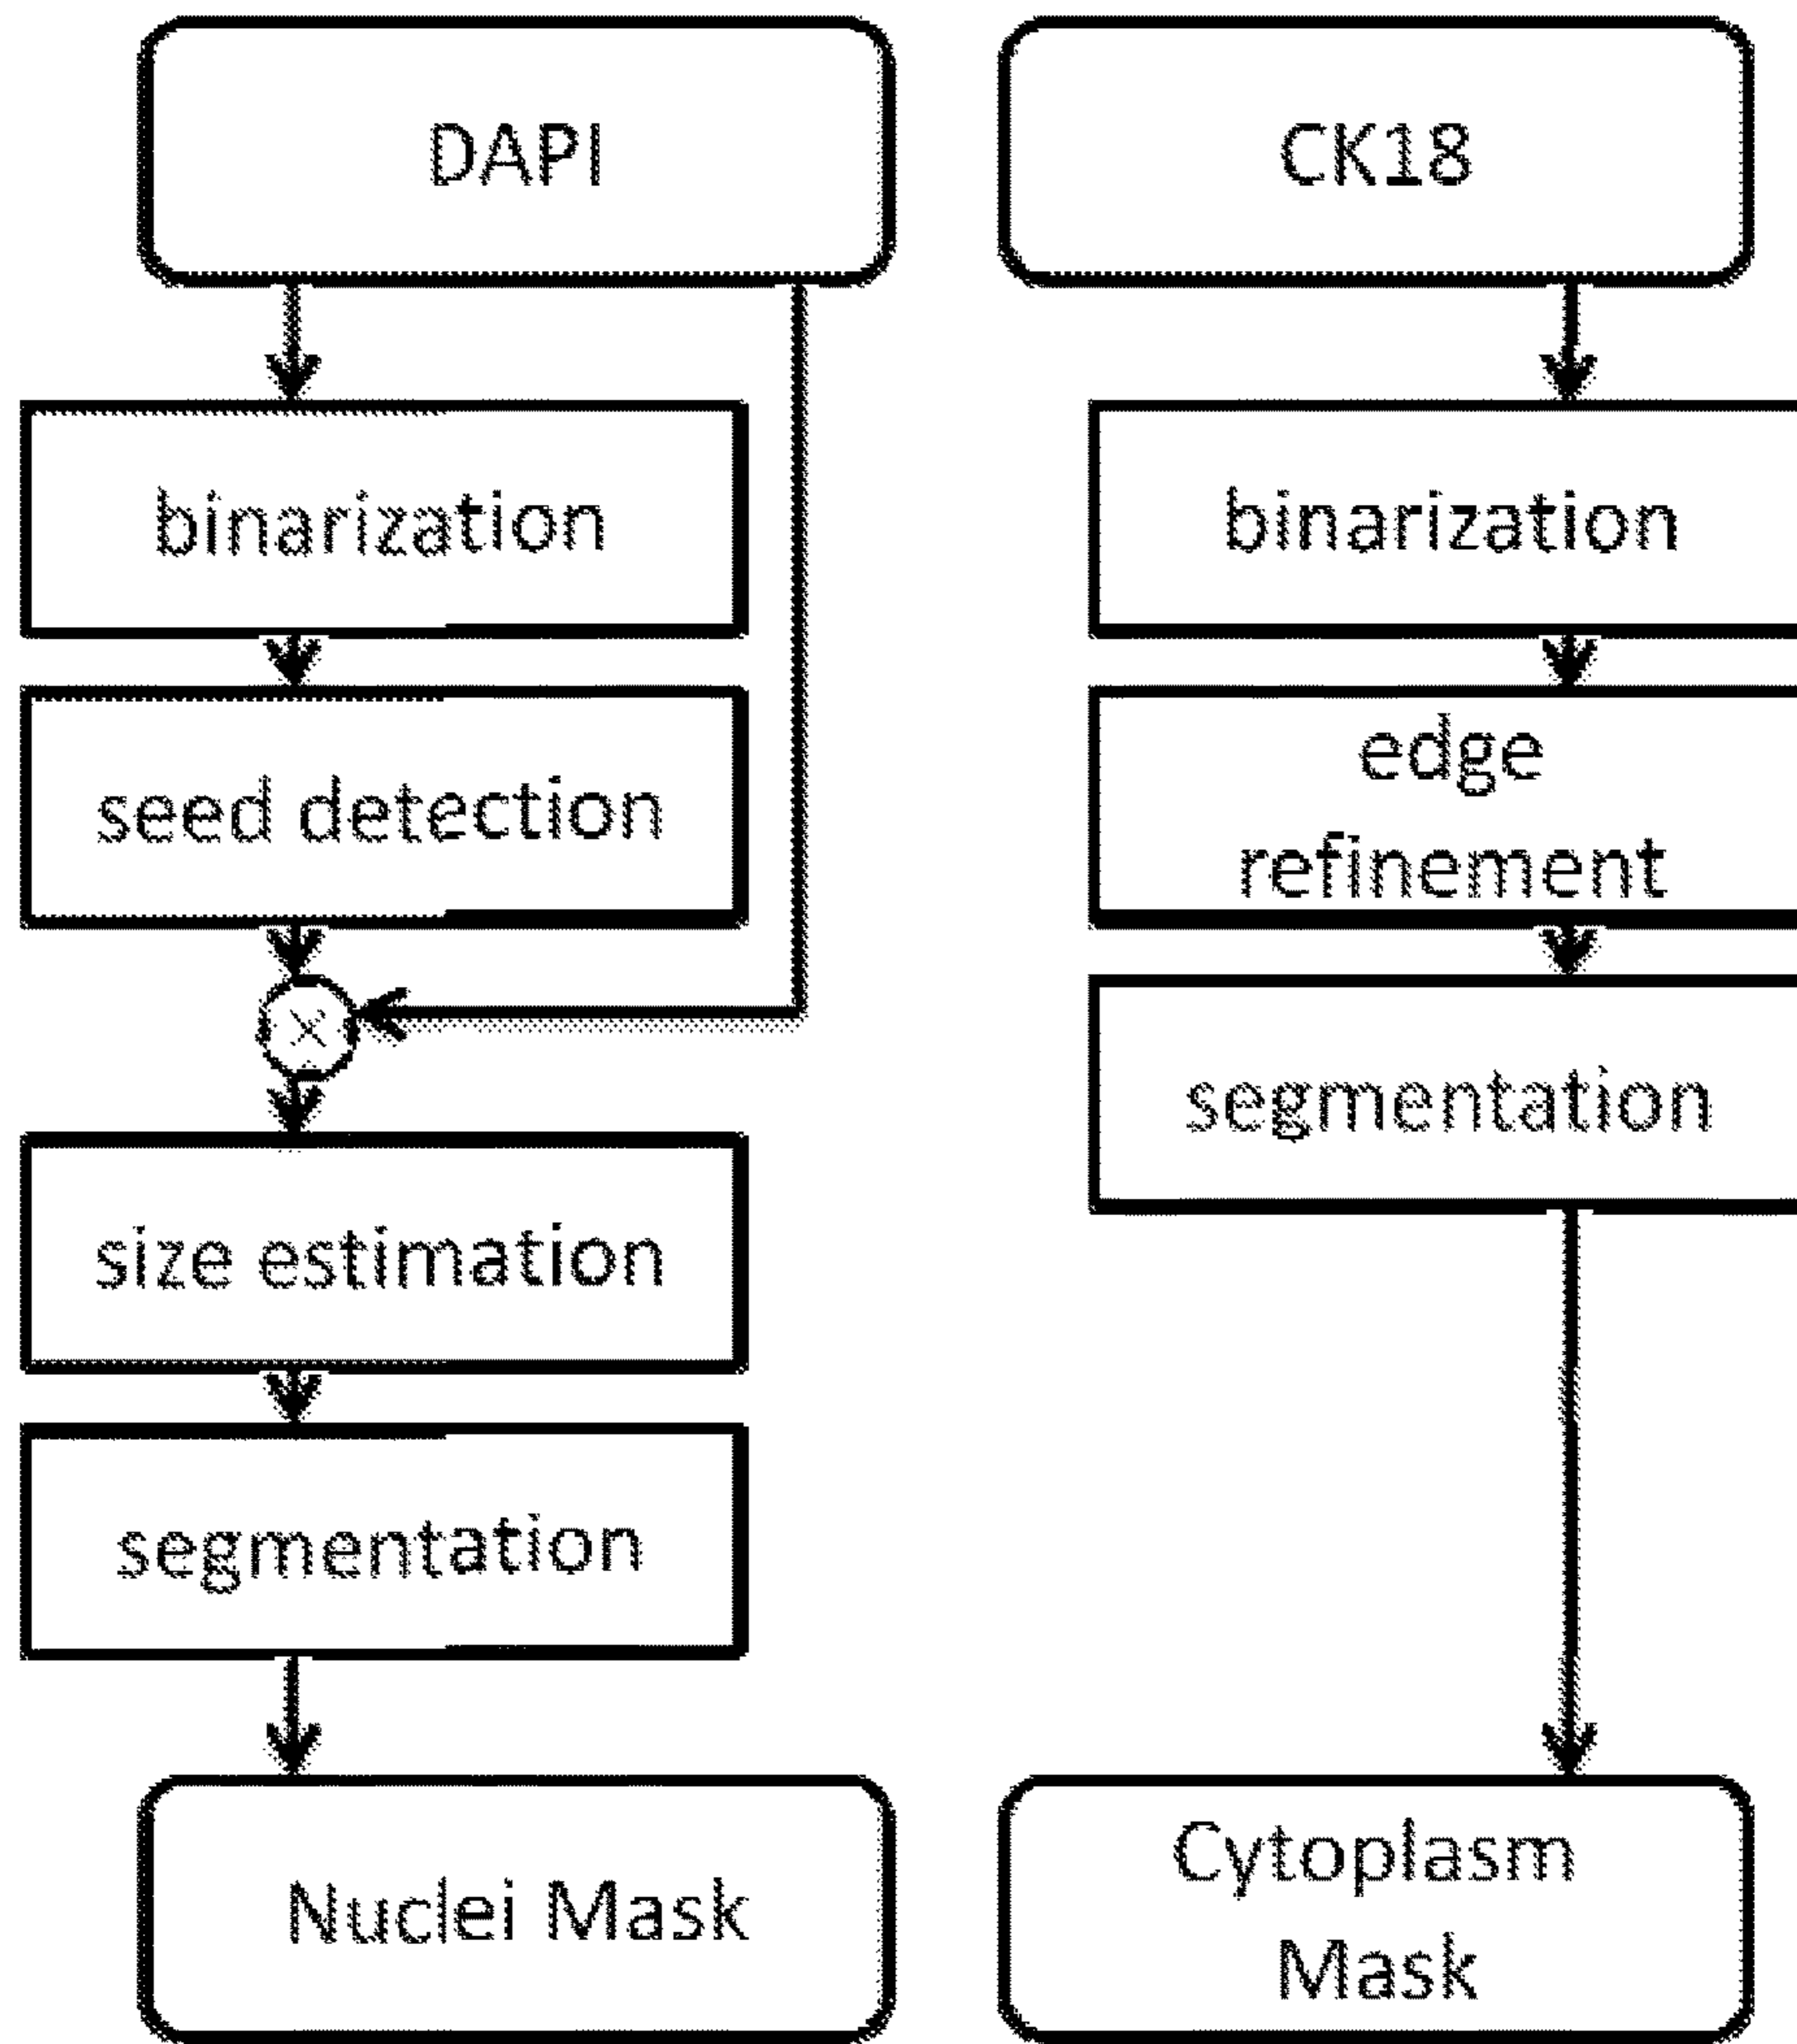 DAPI
binarization
seed detection
size estimation
segmentation
Nuclei Mask
CK18
binarization
edge
refinement
segmentation
Cytoplasm
Mask